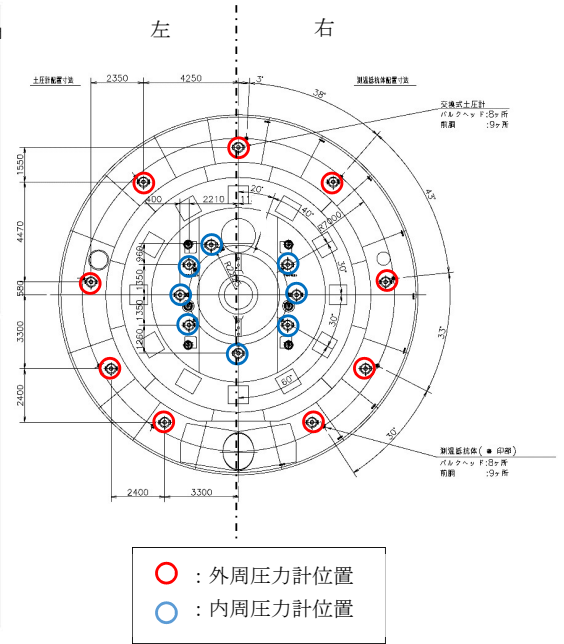 左
右
土圧計配置寸法
2350
4250
3°
38°
測温抵抗体配置寸法
交換式土圧計
バルクヘッド:8ヶ所
前胴 :9ヶ所
1550
4470
580
3300
2400
400
2210
20°
40°
43°
R7000
960
1350
1350
1260
30°
30°
33°
60°
30°
測温抵抗体(● 印部)
バルクヘッド:8ヶ所
前胴 :9ヶ所
2400
3300
:外周圧力計位置
:内周圧力計位置